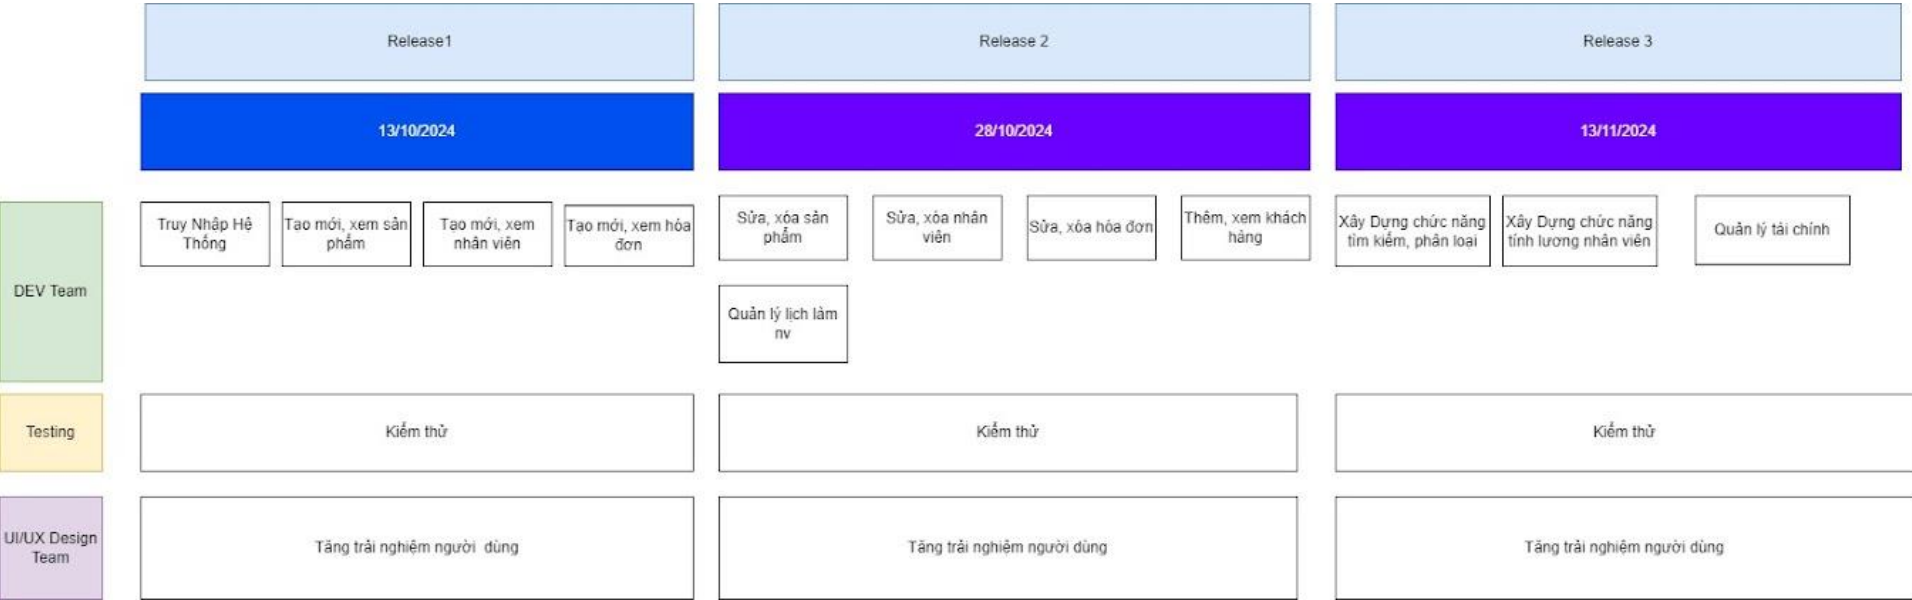 Release1
Release 2
Release 3
13/10/2024
28/10/2024
13/11/2024
DEV Team
Truy Nhập Hệ
Thống
Tạo mới, xem sản
phẩm
Tạo mới, xem
nhân viên
Tạo mới, xem hóa
đơn
Sửa, xóa sản
phẩm
Sửa, xóa nhân
viên
Sửa, xóa hóa đơn
Thêm, xem khách
hàng
Xây Dựng chức năng
tìm kiếm, phân loại
Xây Dựng chức năng
tính lương nhân viên
Quản lý tài chính
Quản lý lịch làm
nv
Testing
Kiểm thử
Kiểm thử
Kiểm thử
UI/UX Design
Team
Tăng trải nghiệm người dùng
Tăng trải nghiệm người dùng
Tăng trải nghiệm người dùng